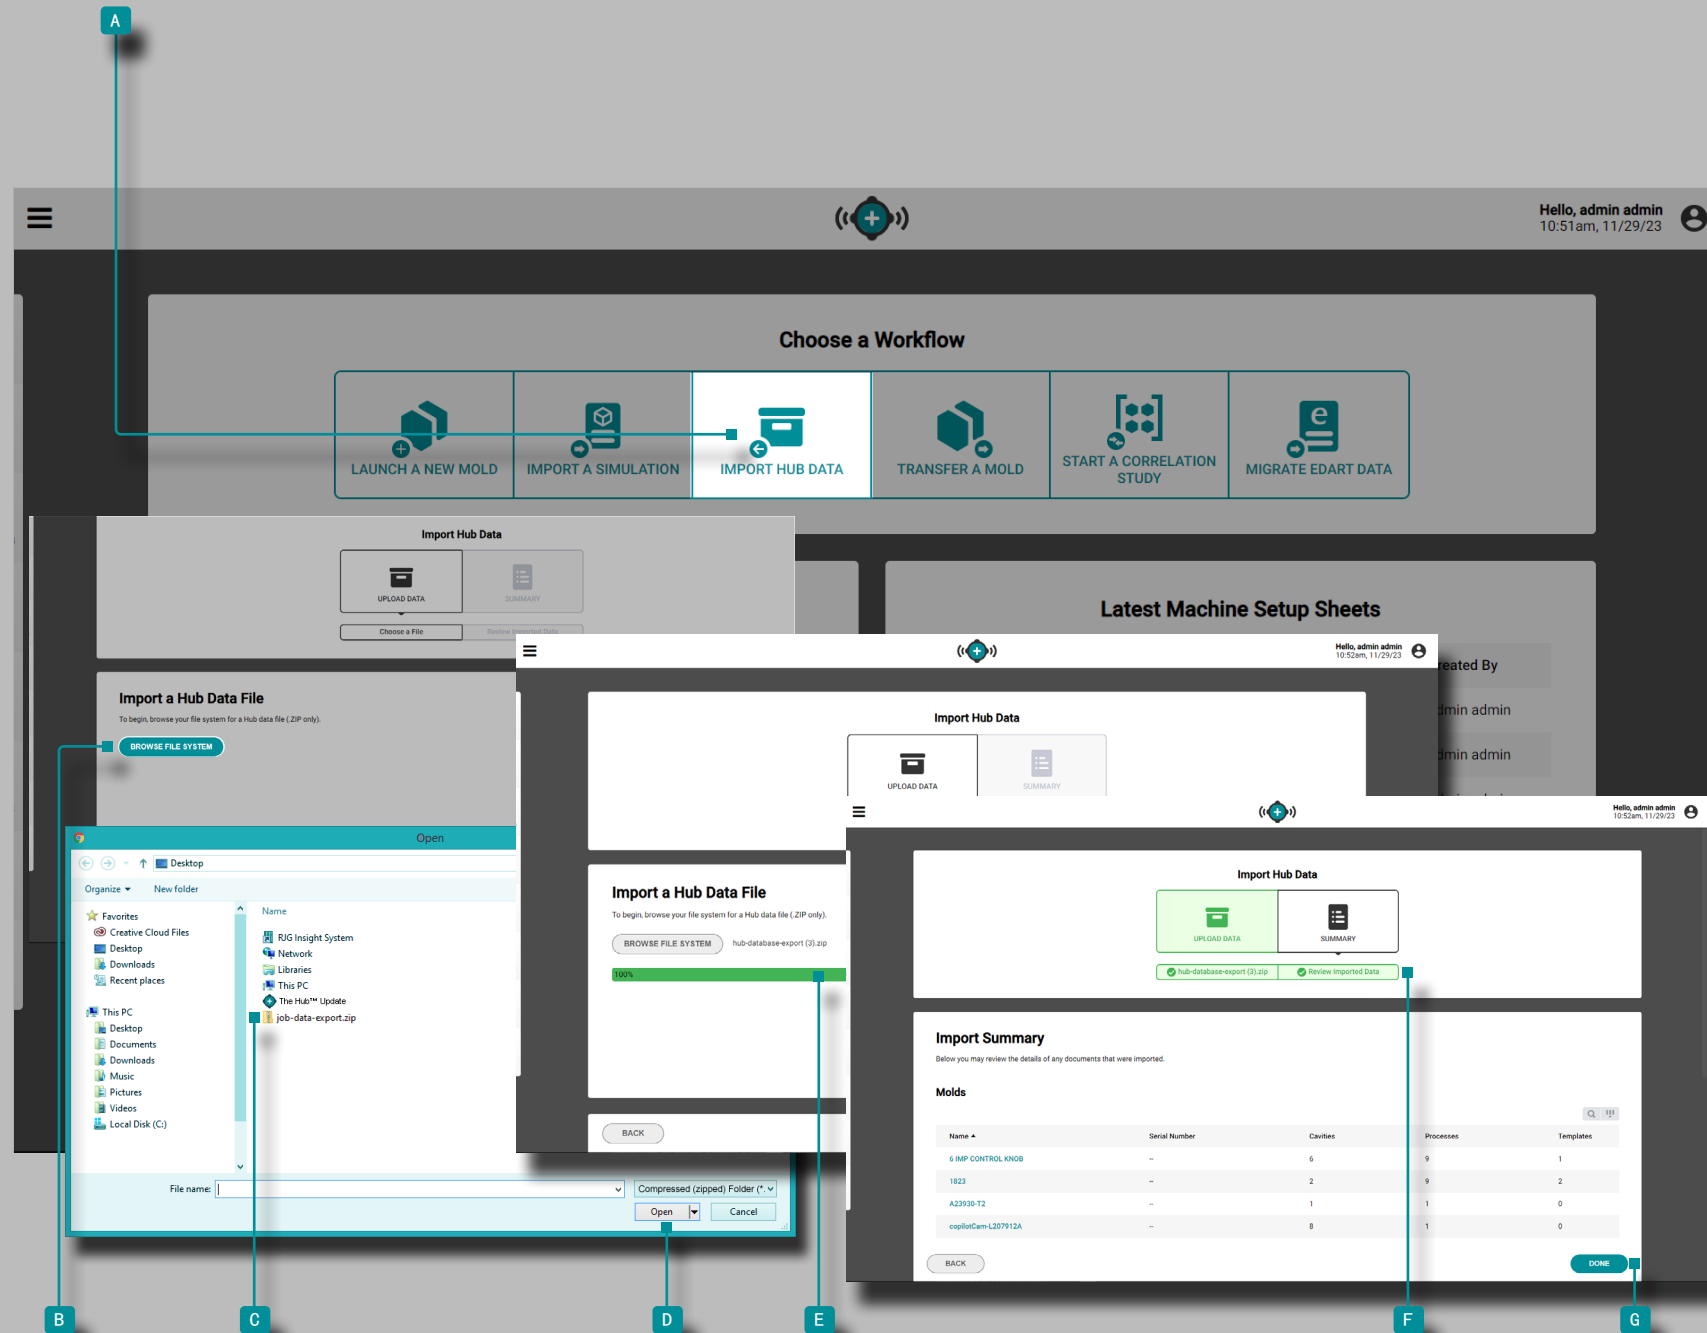 A
Hello, admin admin
10:51am, 11/29/23
Choose a Workflow
LAUNCH A NEW MOLD
IMPORT A SIMULATION
IMPORT HUB DATA
TRANSFER A MOLD
START A CORRELATION
STUDY
e
MIGRATE EDART DATA
Import Hub Data
UPLOAD DATA
SUMMARY
Choose a File
Review Imported Data
Import a Hub Data File
To begin, browse your file system for a Hub data file (.ZIP only).
BROWSE FILE SYSTEM
Latest Machine Setup Sheets
reated By
dmin admin
dmin admin
Open
Desktop
Organize
New folder
Favorites
Creative Cloud Files
Desktop
Downloads
Recent places
This PC
Desktop
Documents
Downloads
Music
Pictures
Videos
Local Disk (C:)
Name
RJG Insight System
Network
Libraries
This PC
The Hub™ Update
job-data-export.zip
File name:
Compressed (zipped) Folder (*.
Open
Cancel
Hello, admin admin
10:52am, 11/29/23
Import Hub Data
UPLOAD DATA
SUMMARY
Import a Hub Data File
To begin, browse your file system for a Hub data file (.ZIP only).
BROWSE FILE SYSTEM
hub-database-export (3).zip
100%
BACK
Hello, admin admin
10:52am, 11/29/23
Import Hub Data
UPLOAD DATA
SUMMARY
hub-database-export (3).zip
Review Imported Data
Import Summary
Below you may review the details of any documents that were imported.
Molds
Name Serial Number Cavities Processes Templates
6 IMP CONTROL KNOB -- 6 9 1
1823 -- 2 9 2
A23930-T2 -- 1 1 0
copilotCam-L207912A -- 8 1 0
BACK
DONE
B
C
D
E
F
G